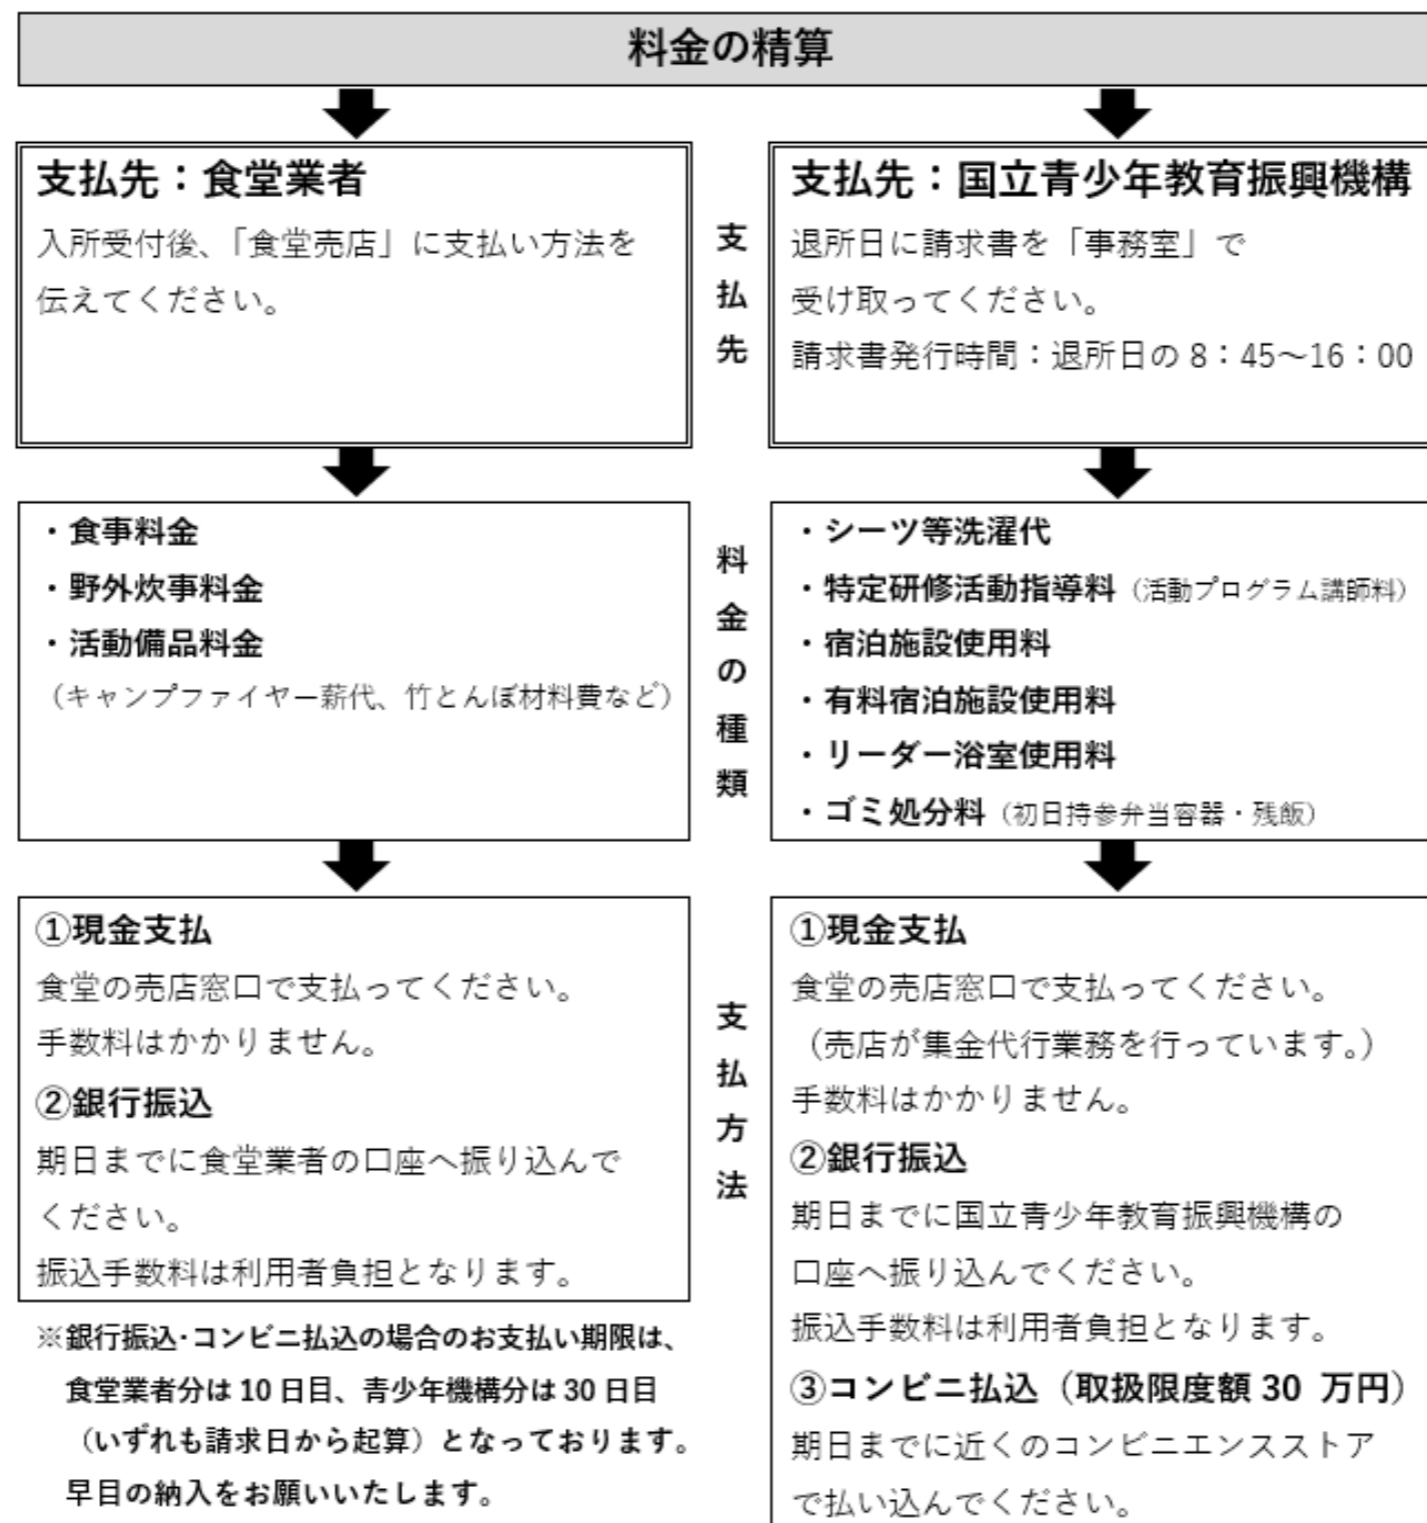 料金の精算
支払先：食堂業者
入所受付後、「食堂売店」に支払い方法を
伝えてください。
支払先
支払先：国立青少年教育振興機構
退所日に請求書を「事務室」で
受け取ってください。
請求書発行時間：退所日の 8：45～16：00
・食事料金
・野外炊事料金
・活動備品料金
（キャンプファイヤー薪代、竹とんぼ材料費など）
料金の種類
・シーツ等洗濯代
・特定研修活動指導料（活動プログラム講師料）
・宿泊施設使用料
・有料宿泊施設使用料
・リーダー浴室使用料
・ゴミ処分料（初日持参弁当容器・残飯）
①現金支払
食堂の売店窓口で支払ってください。
手数料はかかりません。
②銀行振込
期日までに食堂業者の口座へ振り込んで
ください。
振込手数料は利用者負担となります。
※銀行振込･コンビニ払込の場合のお支払い期限は、
食堂業者分は 10 日目、青少年機構分は 30 日目
（いずれも請求日から起算）となっております。
早目の納入をお願いいたします。
支払方法
①現金支払
食堂の売店窓口で支払ってください。
（売店が集金代行業務を行っています。）
手数料はかかりません。
②銀行振込
期日までに国立青少年教育振興機構の
口座へ振り込んでください。
振込手数料は利用者負担となります。
③コンビニ払込（取扱限度額 30 万円）
期日までに近くのコンビニエンスストア
で払い込んでください。